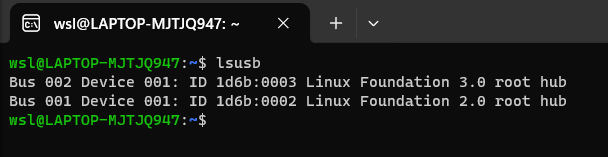 wsl@LAPTOP-MJTJQ947: ~
wsl@LAPTOP-MJTJQ947:~$ lsusb
Bus 002 Device 001: ID 1d6b:0003 Linux Foundation 3.0 root hub
Bus 001 Device 001: ID 1d6b:0002 Linux Foundation 2.0 root hub
wsl@LAPTOP-MJTJQ947:~$